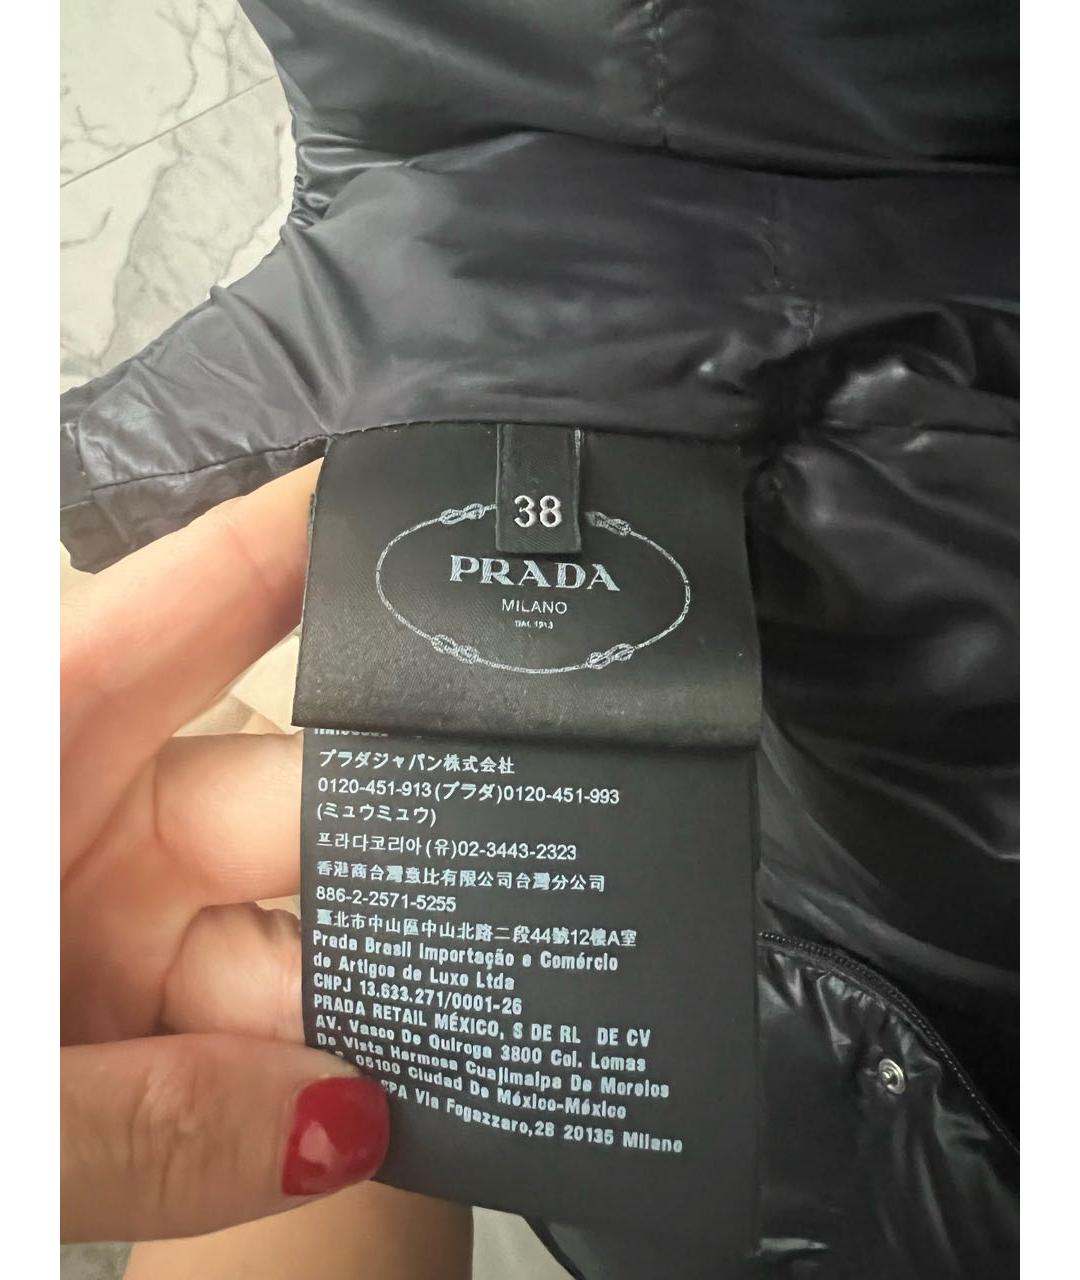 38
PRADA
MILANO
DAL 1913
プラダジャパン株式会社
0120-451-913(プラダ)0120-451-993
(ミュウミュウ)
프라다코리아(유)02-3443-2323
香港商台灣意比有限公司台灣分公司
886-2-2571-5255
臺北市中山區中山北路二段44號12樓A室
Prada Brasil Importação e Comércio
de Artigos de Luxo Ltda
CNPJ 13.633.271/0001-26
PRADA RETAIL MÉXICO, S DE RL DE CV
AV. Vasco De Quiroga 3800 Col. Lomas
De Vista Hermosa Cuajimalpa De Morelos
05100 Ciudad De México-México
SPA Via Fogazzaro,28 20135 Milano